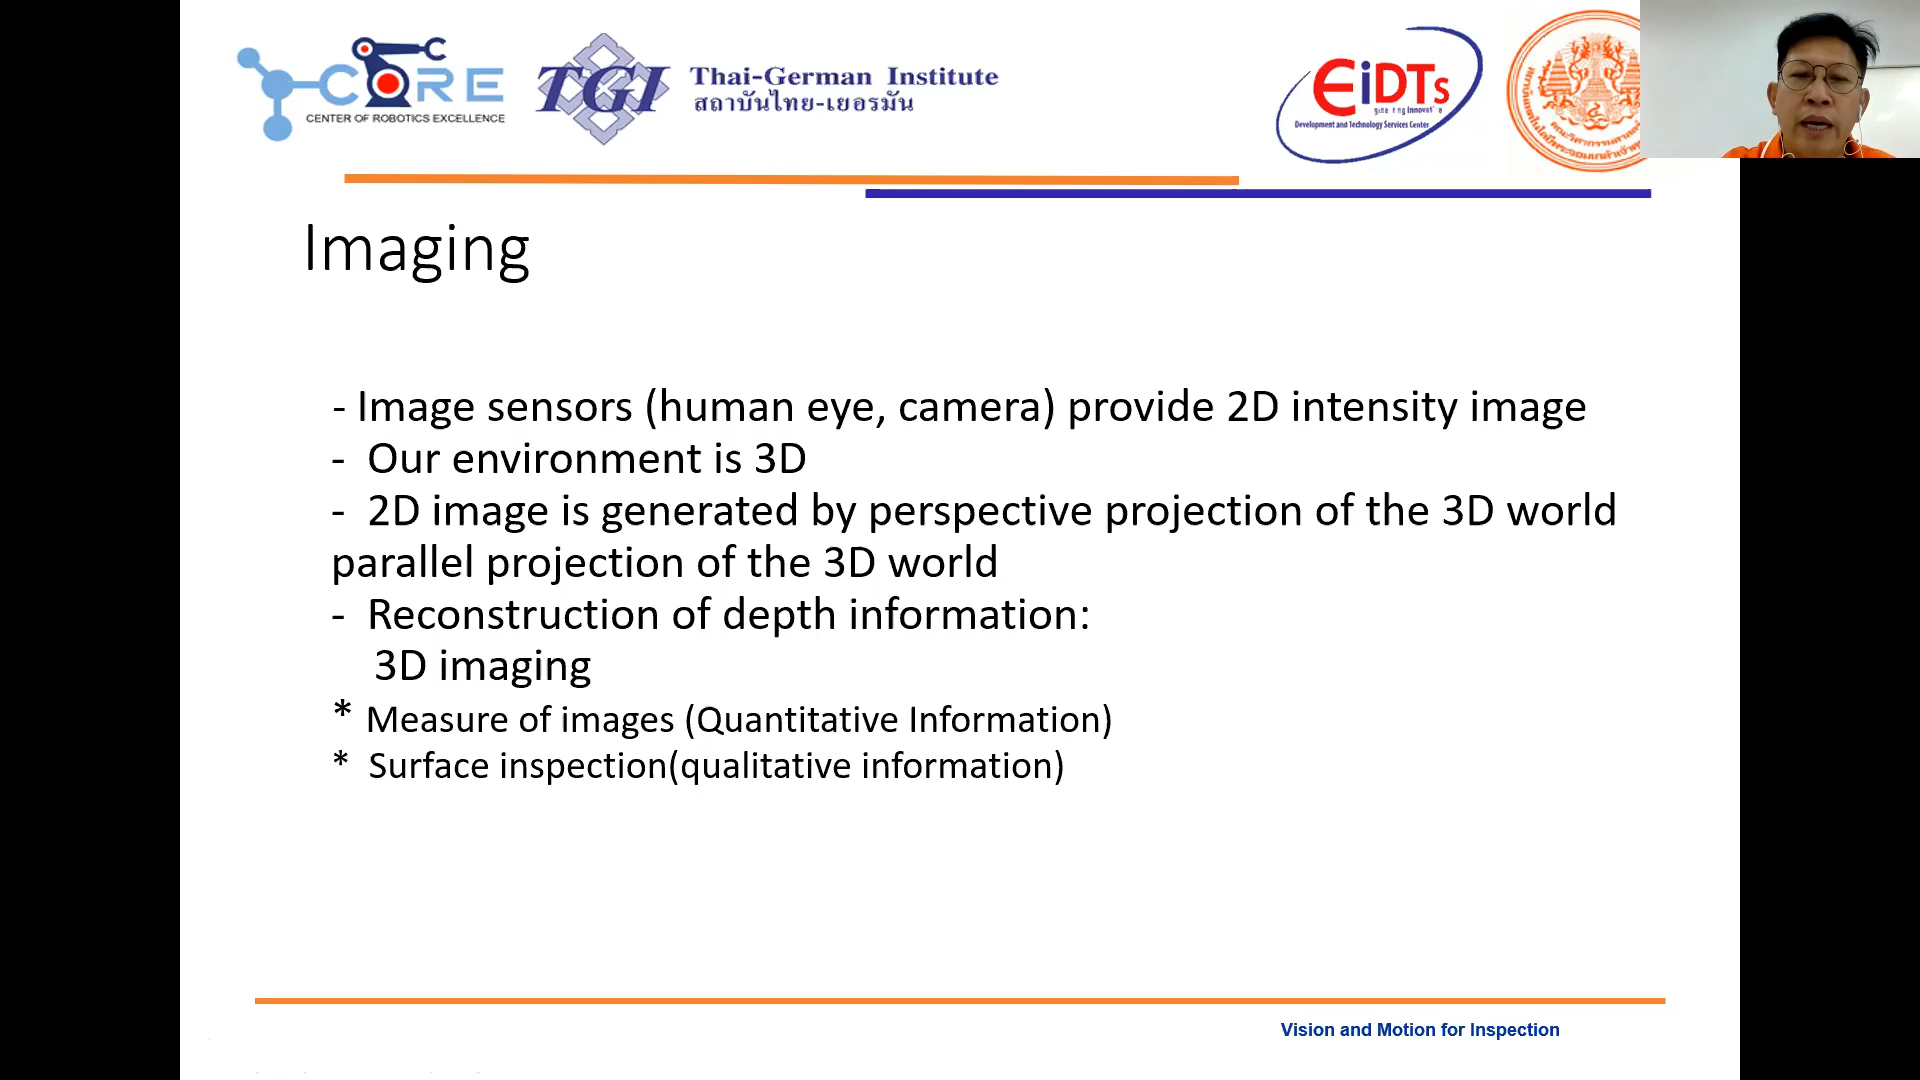 CORE
CENTER OF ROBOTICS EXCELLENCE
TGI
Thai-German Institute
สถาบันไทย-เยอรมัน
EiDTs
Development and Technology Services Center
Imaging
- Image sensors (human eye, camera) provide 2D intensity image
- Our environment is 3D
- 2D image is generated by perspective projection of the 3D world
parallel projection of the 3D world
- Reconstruction of depth information:
3D imaging
* Measure of images (Quantitative Information)
* Surface inspection(qualitative information)
Vision and Motion for Inspection